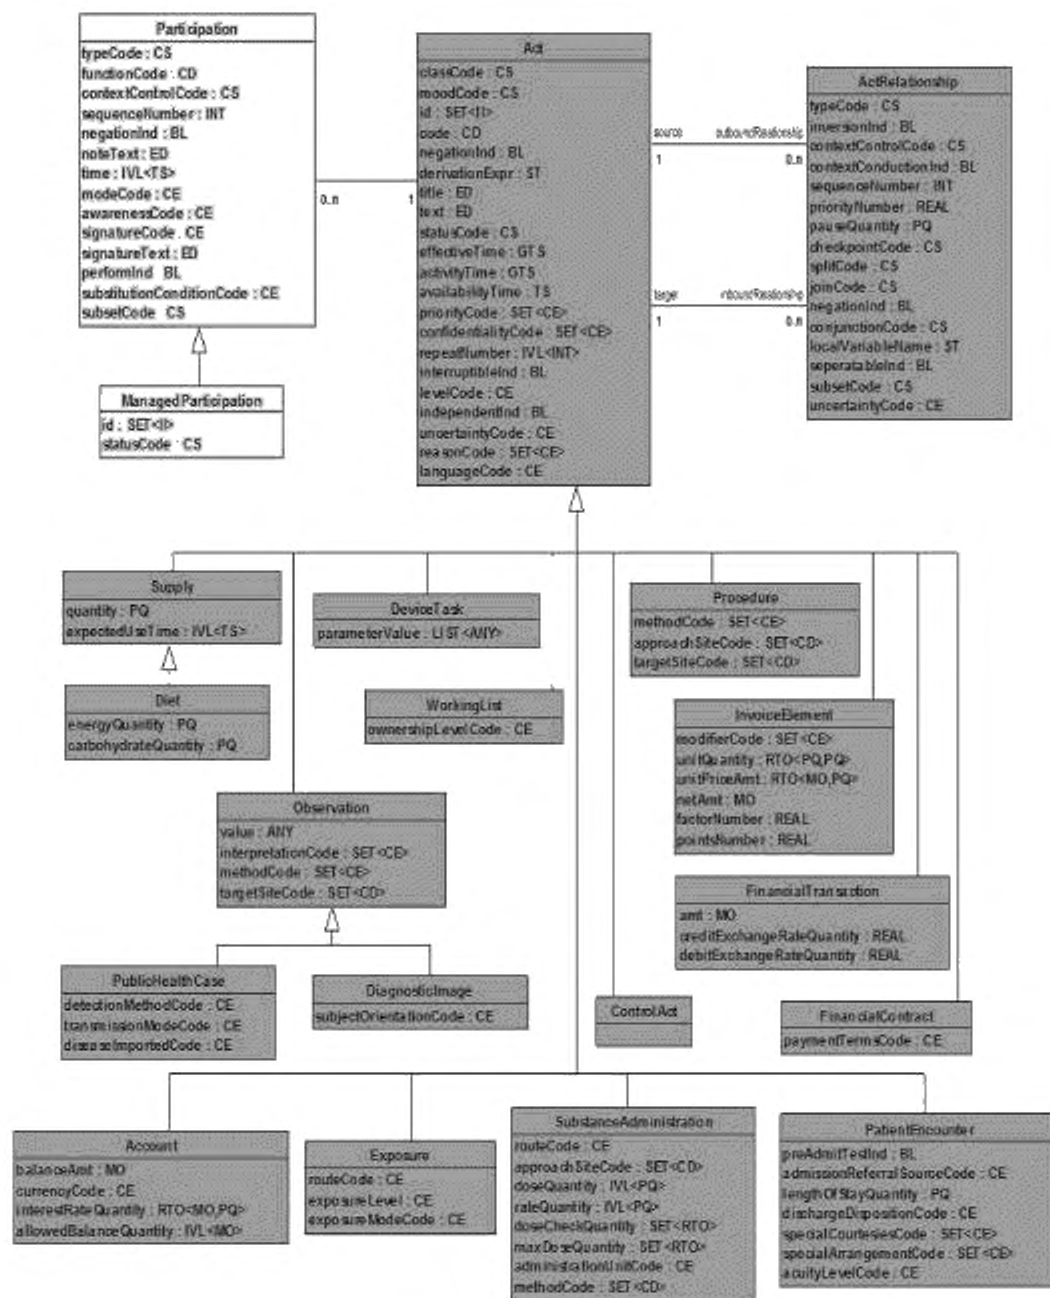 Participation
typeCode : CS
functionCode : CD
contextControlCode : CS
sequenceNumber : INT
negationInd : BL
noteText : ED
time : IVL<TS>
modeCode : CE
awarenessCode : CE
signatureCode : CE
signatureText : ED
performInd : BL
substitutionConditionCode : CE
subsetCode : CS
ManagedParticipation
id : SET<II>
statusCode : CS
0..n
1
Act
classCode : CS
moodCode : CS
id : SET<II>
code : CD
negationInd : BL
derivationExpr : ST
title : ED
text : ED
statusCode : CS
effectiveTime : GTS
activityTime : GTS
availabilityTime : TS
priorityCode : SET<CE>
confidentialityCode : SET<CE>
repeatNumber : IVL<INT>
interruptibleInd : BL
levelCode : CE
independentInd : BL
uncertaintyCode : CE
reasonCode : SET<CE>
languageCode : CE
source
outboundRelationship
1
0..n
target
inboundRelationship
1
0..n
ActRelationship
typeCode : CS
inversionInd : BL
contextControlCode : CS
contextConductionInd : BL
sequenceNumber : INT
priorityNumber : REAL
pauseQuantity : PQ
checkpointCode : CS
splitCode : CS
joinCode : CS
negationInd : BL
conjunctionCode : CS
localVariableName : ST
seperatableInd : BL
subsetCode : CS
uncertaintyCode : CE
Supply
quantity : PQ
expectedUseTime : IVL<TS>
Diet
energyQuantity : PQ
carbohydrateQuantity : PQ
DeviceTask
parameterValue : LIST<ANY>
WorkingList
ownershipLevelCode : CE
Procedure
methodCode : SET<CE>
approachSiteCode : SET<CD>
targetSiteCode : SET<CD>
InvoiceElement
modifierCode : SET<CE>
unitQuantity : RTO<PQ,PQ>
unitPriceAmt : RTO<MO,PQ>
netAmt : MO
factorNumber : REAL
pointsNumber : REAL
Observation
value : ANY
interpretationCode : SET<CE>
methodCode : SET<CE>
targetSiteCode : SET<CD>
FinancialTransaction
amt : MO
creditExchangeRateQuantity : REAL
debitExchangeRateQuantity : REAL
PublicHealthCase
detectionMethodCode : CE
transmissionModeCode : CE
diseaseImportedCode : CE
DiagnosticImage
subjectOrientationCode : CE
ControlAct
FinancialContract
paymentTermsCode : CE
Account
balanceAmt : MO
currencyCode : CE
interestRateQuantity : RTO<MO,PQ>
allowedBalanceQuantity : IVL<MO>
Exposure
routeCode : CE
exposureLevel : CE
exposureModeCode : CE
SubstanceAdministration
routeCode : CE
approachSiteCode : SET<CD>
doseQuantity : IVL<PQ>
rateQuantity : IVL<PQ>
doseCheckQuantity : SET<RTO>
maxDoseQuantity : SET<RTO>
administrationUnitCode : CE
methodCode : SET<CD>
PatientEncounter
preAdmitTestInd : BL
admissionReferralSourceCode : CE
lengthOfStayQuantity : PQ
dischargeDispositionCode : CE
specialCourtesiesCode : SET<CE>
specialArrangementCode : SET<CE>
acuityLevelCode : CE